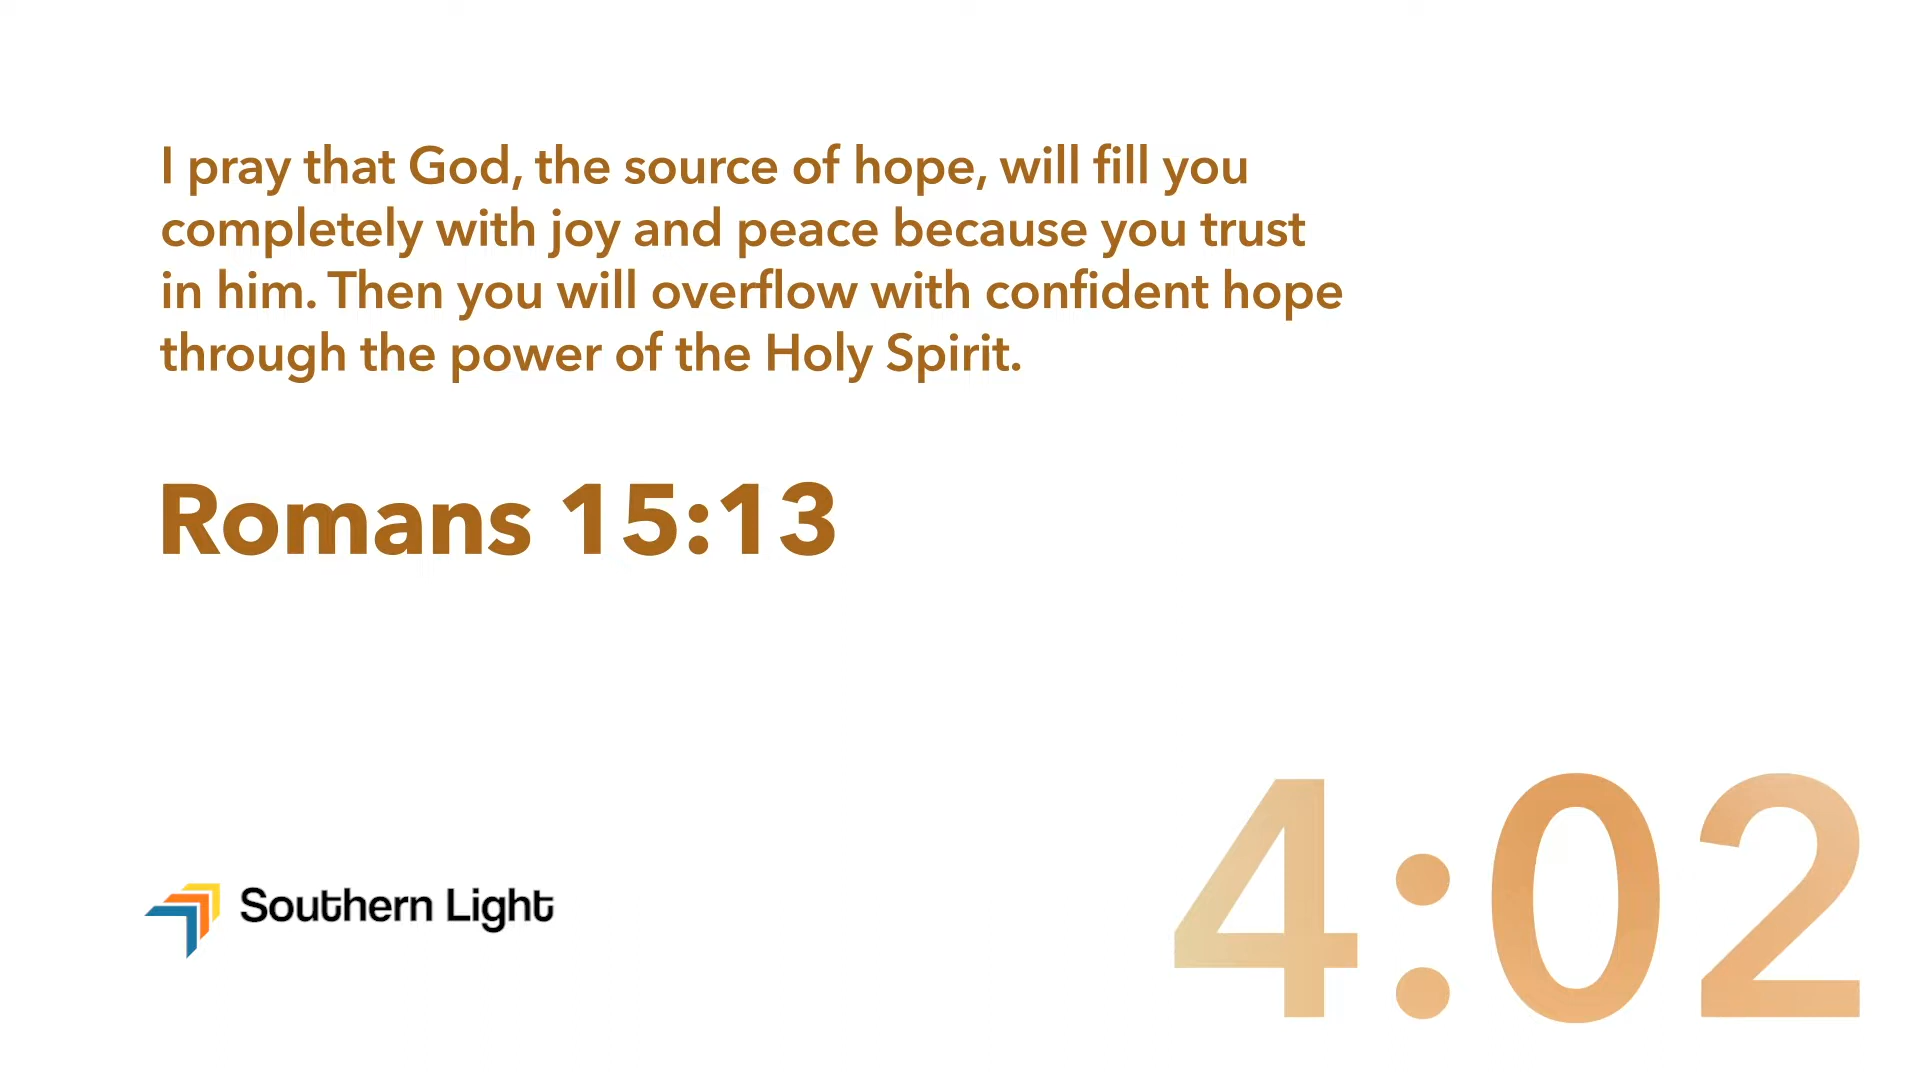 I pray that God, the source of hope, will fill you
completely with joy and peace because you trust
in him. Then you will overflow with confident hope
through the power of the Holy Spirit.
Romans 15:13
Southern Light
4:02